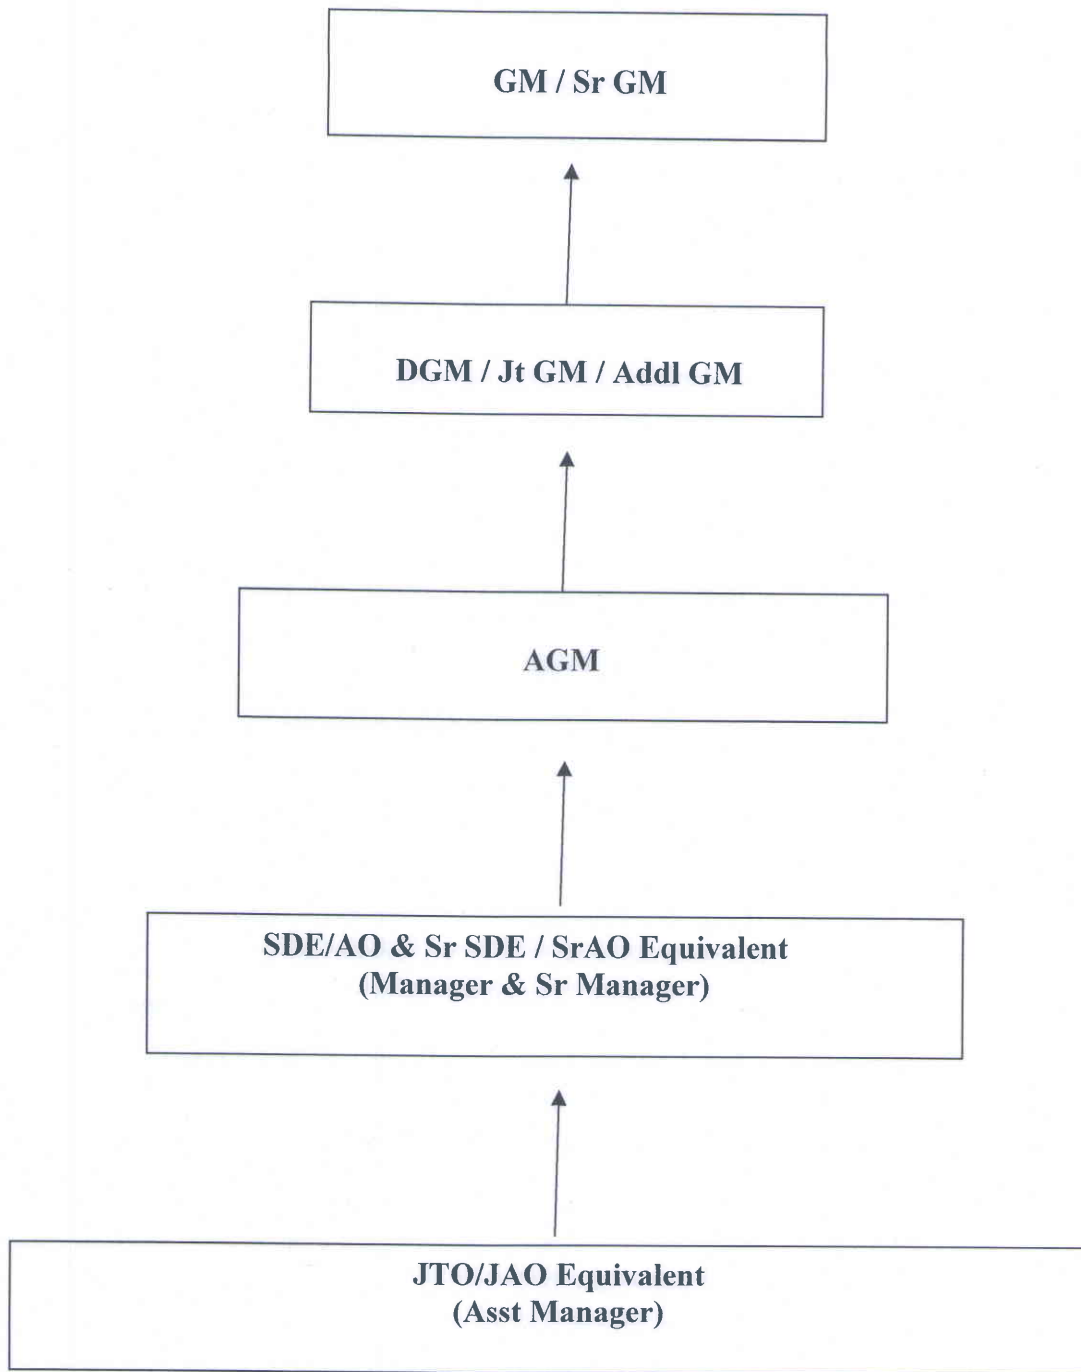 GM / Sr GM
DGM / Jt GM / Addl GM
AGM
SDE/AO & Sr SDE / SrAO Equivalent
(Manager & Sr Manager)
JTO/JAO Equivalent
(Asst Manager)